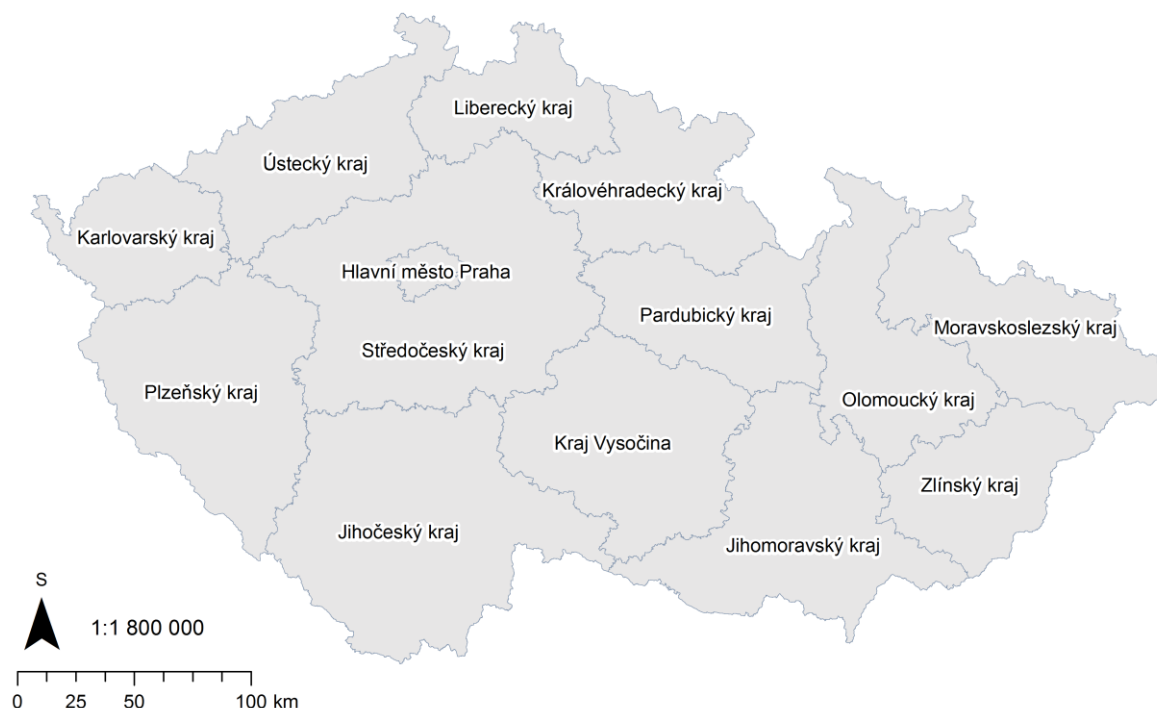 Liberecký kraj
Ústecký kraj
Královéhradecký kraj
Karlovarský kraj
Hlavní město Praha
Pardubický kraj
Moravskoslezský kraj
Středočeský kraj
Plzeňský kraj
Olomoucký kraj
Kraj Vysočina
Zlínský kraj
Jihočeský kraj
Jihomoravský kraj
S
1:1 800 000
0 25 50 100 km